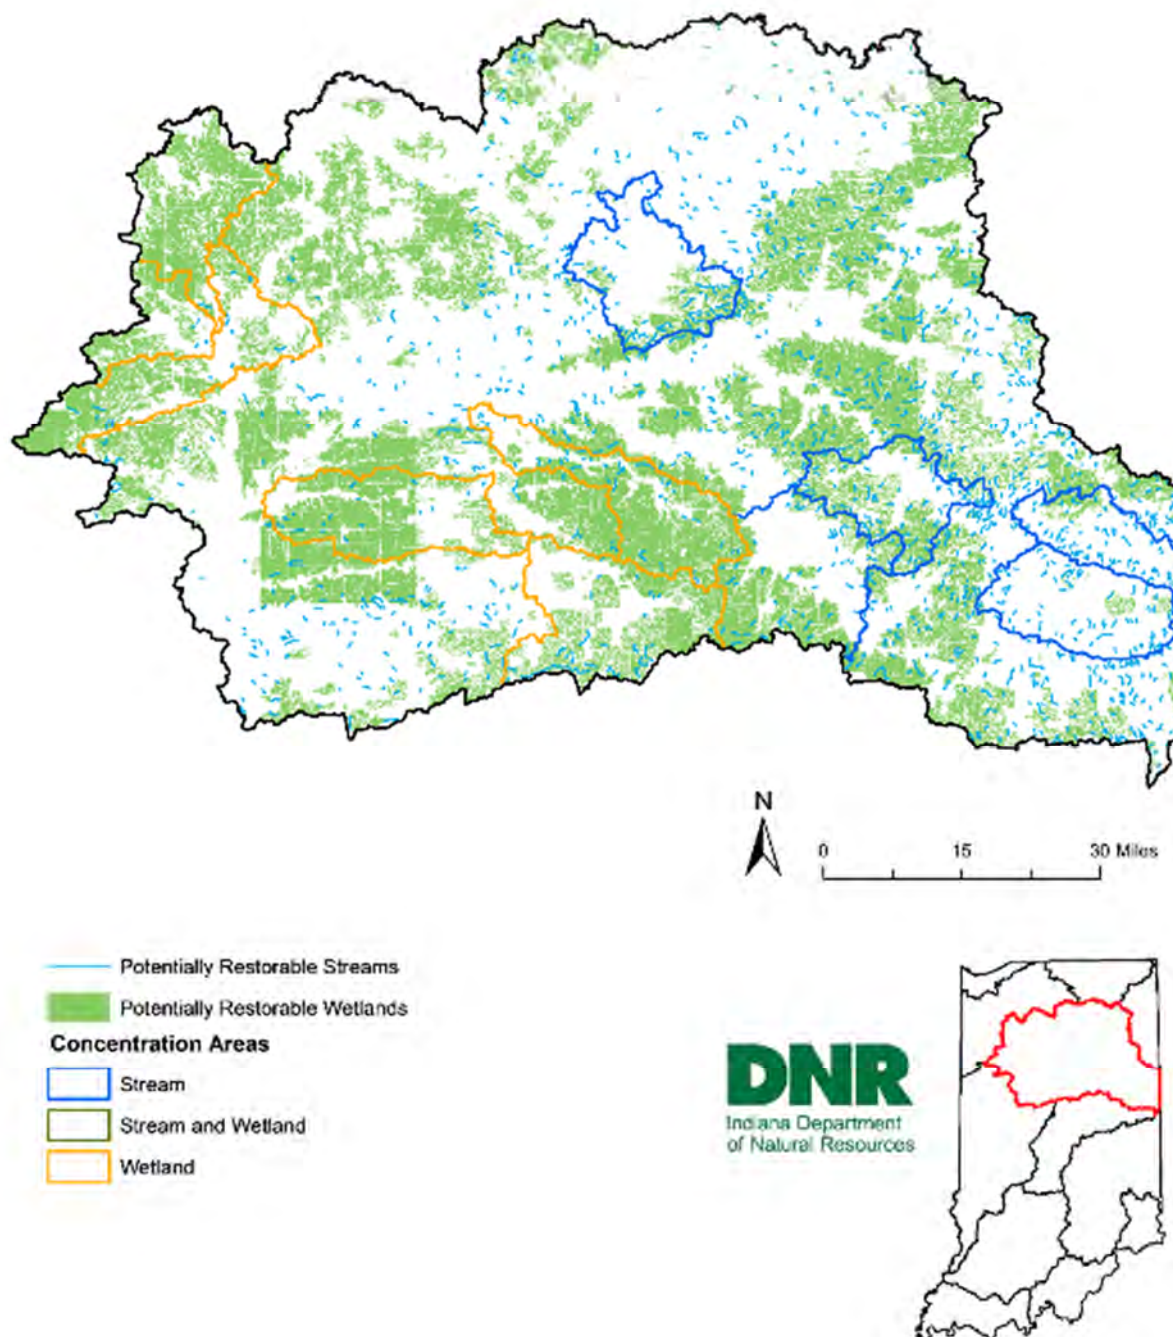 N
0 15 30 Miles
Potentially Restorable Streams
Potentially Restorable Wetlands
Concentration Areas
Stream
Stream and Wetland
Wetland
DNR
Indiana Department
of Natural Resources